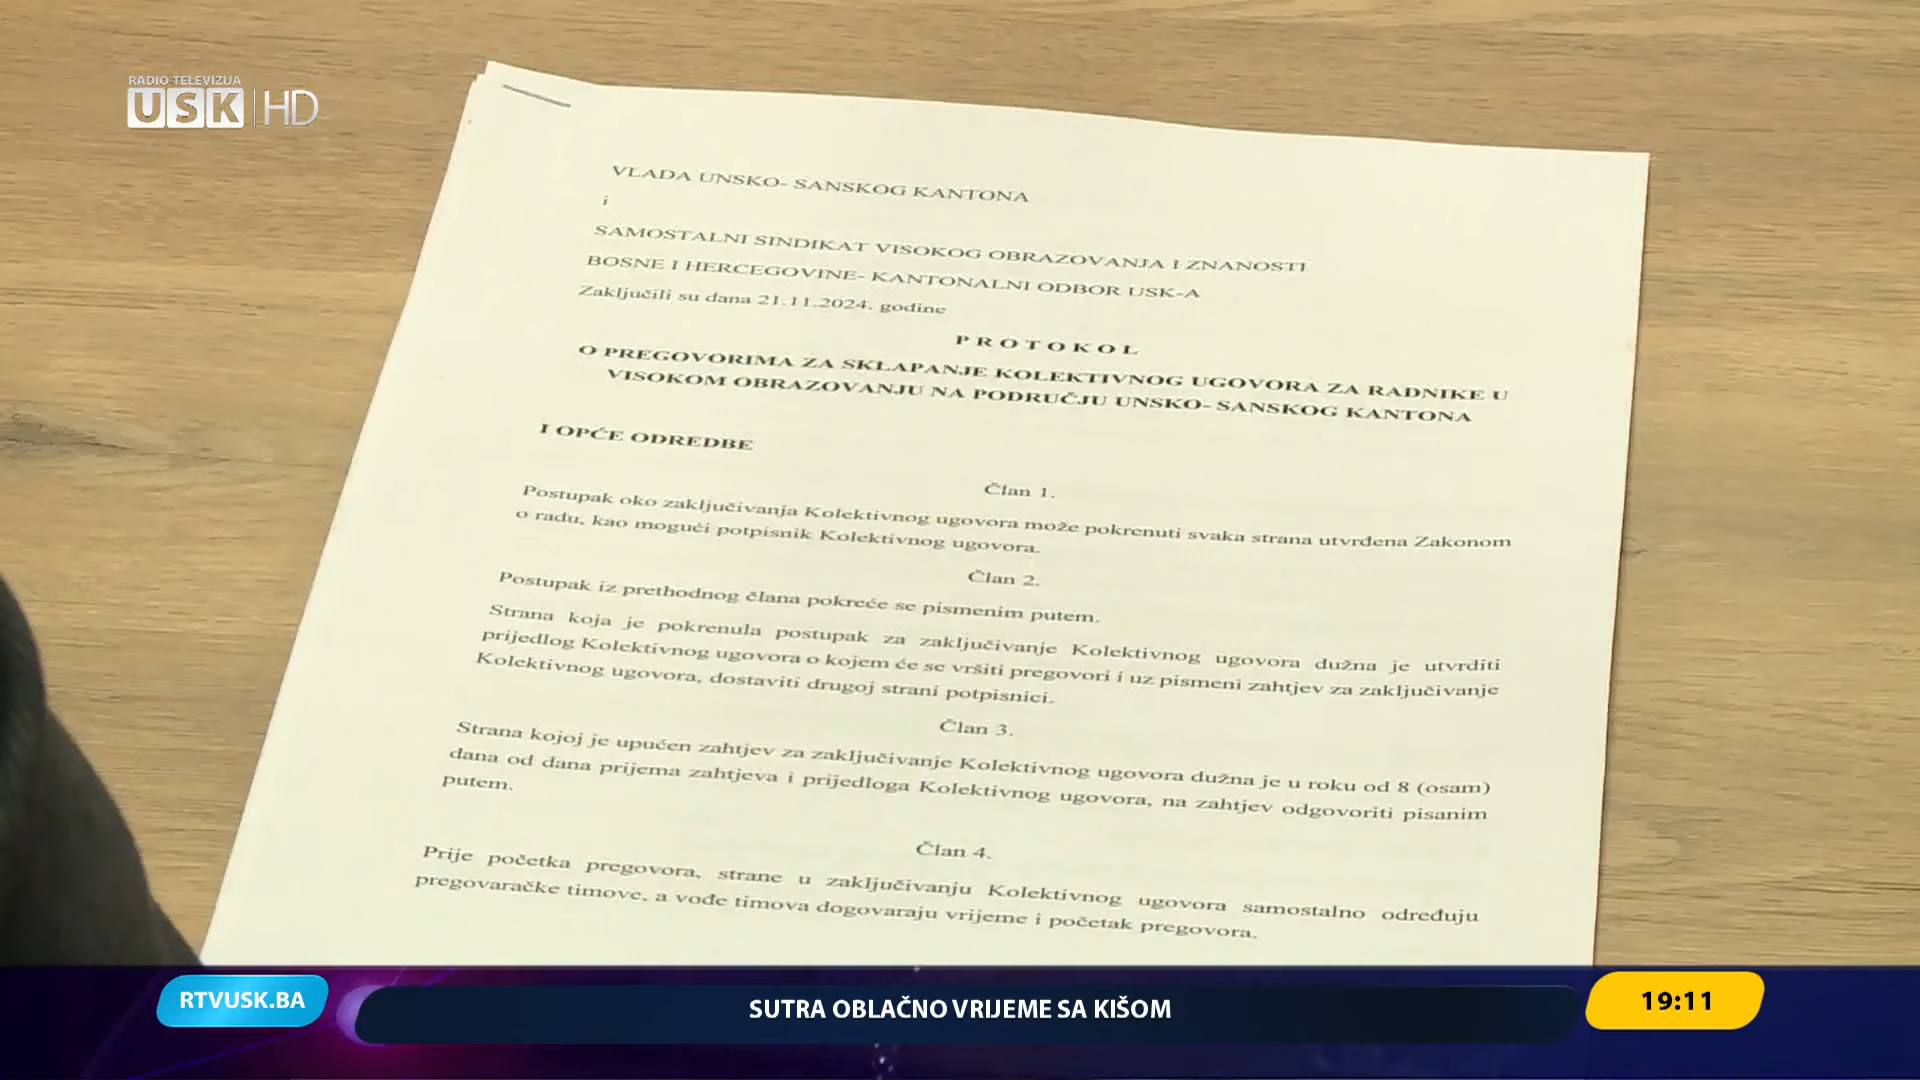 RADIO TELEVIZIJA
USK HD
VLADA UNSKO- SANSKOG KANTONA
i
SAMOSTALNI SINDIKAT VISOKOG OBRAZOVANJA I ZNANOSTI
BOSNE I HERCEGOVINE- KANTONALNI ODBOR USK-A
Zaključili su dana 21.11.2024. godine
P R O T O K O L
O PREGOVORIMA ZA SKLAPANJE KOLEKTIVNOG UGOVORA ZA RADNIKE U
VISOKOM OBRAZOVANJU NA PODRUČJU UNSKO- SANSKOG KANTONA
I OPĆE ODREDBE
Član 1.
Postupak oko zaključivanja Kolektivnog ugovora može pokrenuti svaka strana utvrđena Zakonom
o radu, kao mogući potpisnik Kolektivnog ugovora.
Član 2.
Postupak iz prethodnog člana pokreće se pismenim putem.
Strana koja je pokrenula postupak za zaključivanje Kolektivnog ugovora dužna je utvrditi
prijedlog Kolektivnog ugovora o kojem će se vršiti pregovori i uz pismeni zahtjev za zaključivanje
Kolektivnog ugovora, dostaviti drugoj strani potpisnici.
Član 3.
Strana kojoj je upućen zahtjev za zaključivanje Kolektivnog ugovora dužna je u roku od 8 (osam)
dana od dana prijema zahtjeva i prijedloga Kolektivnog ugovora, na zahtjev odgovoriti pisanim
putem.
Član 4.
Prije početka pregovora, strane u zaključivanju Kolektivnog ugovora samostalno određuju
pregovaračke timove, a vođe timova dogovaraju vrijeme i početak pregovora.
RTVUSK.BA
SUTRA OBLAČNO VRIJEME SA KIŠOM
19:11